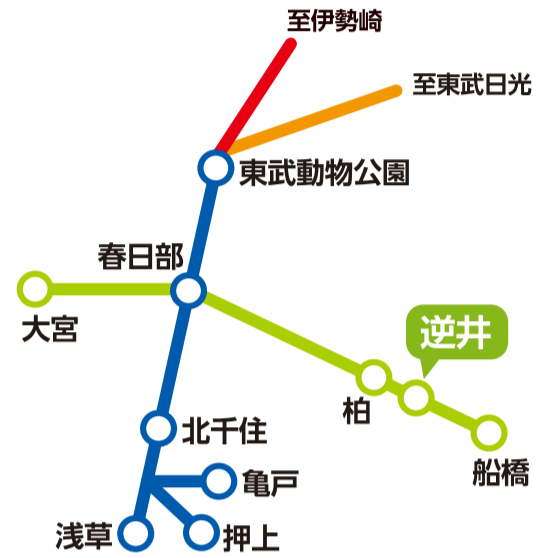 至伊勢崎
至東武日光
東武動物公園
春日部
大宮
逆井
柏
北千住
船橋
亀戸
浅草
押上